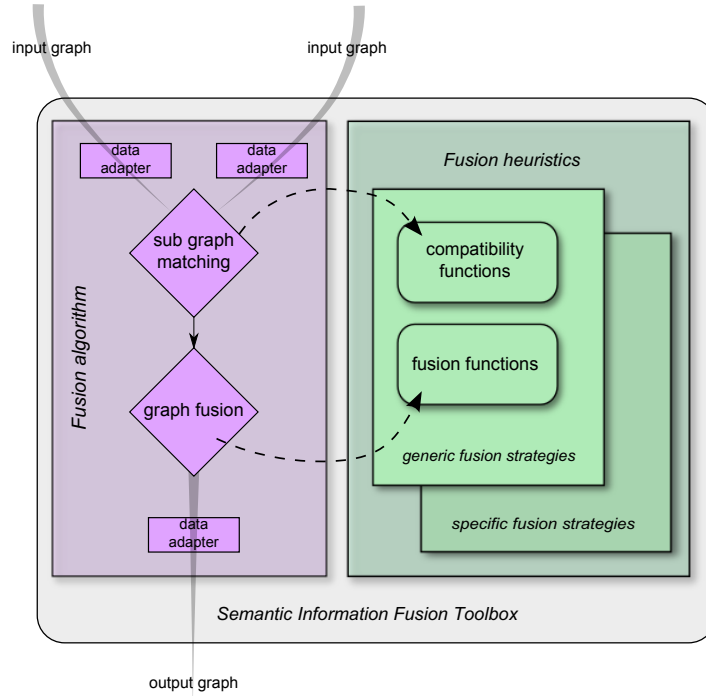 input graph
input graph
data
adapter
data
adapter
sub graph
matching
Fusion algorithm
graph fusion
data
adapter
Fusion heuristics
compatibility
functions
fusion functions
generic fusion strategies
specific fusion strategies
Semantic Information Fusion Toolbox
output graph